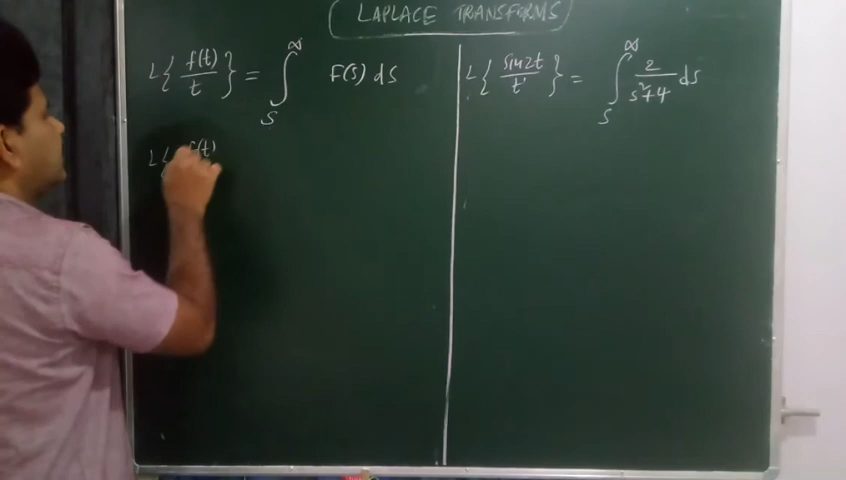 LAPLACE TRANSFORMS
L{ f(t)/t } = ∫_S^∞ F(s) ds
L{ f(t)
L{ sin2t/t } = ∫_S^∞ 2/(s²+4) ds